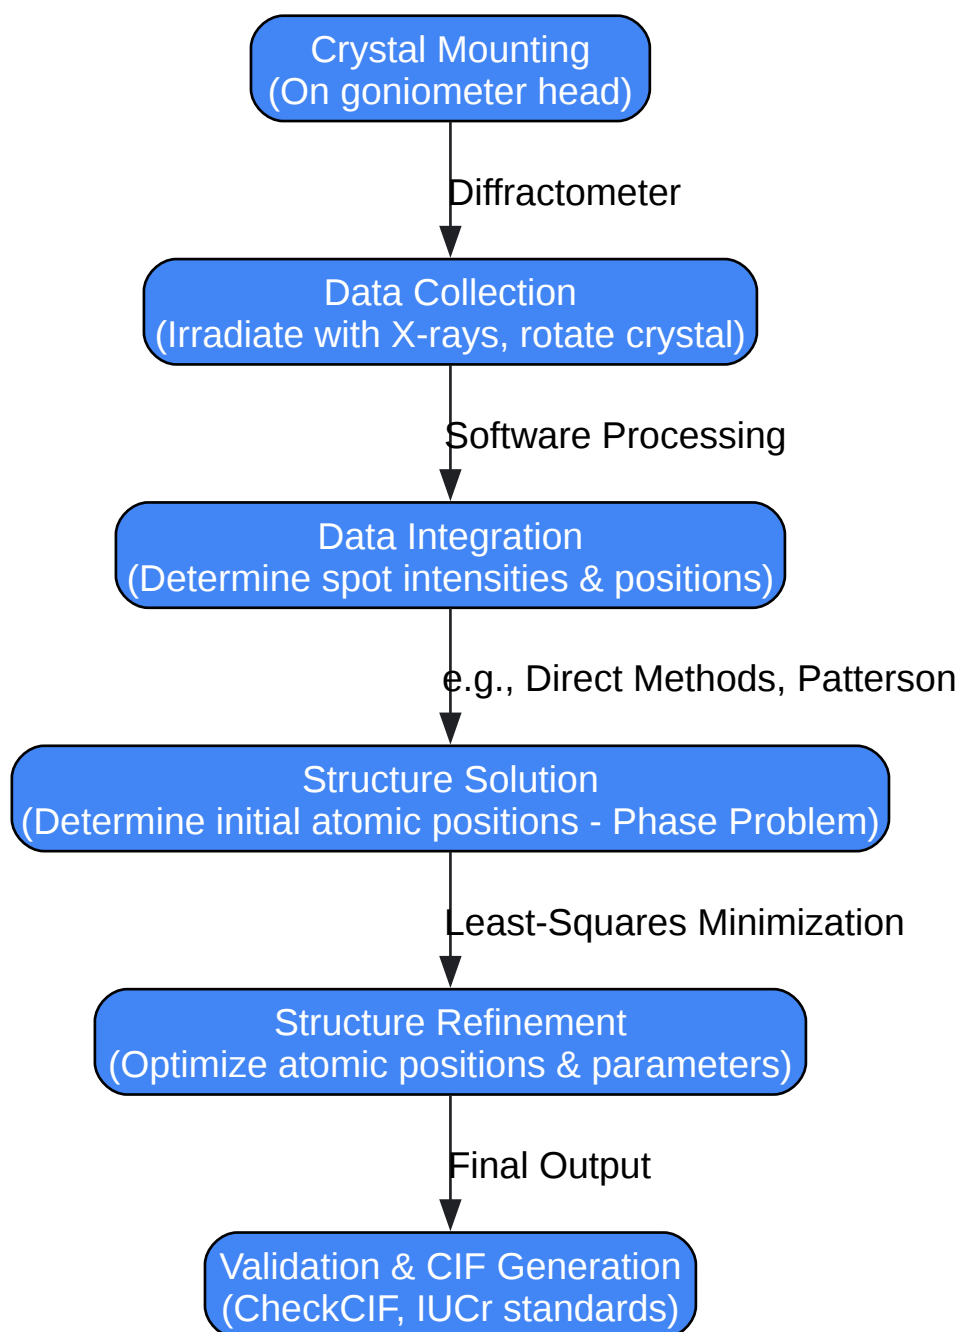 Crystal Mounting
(On goniometer head)
Diffractometer
Data Collection
(Irradiate with X-rays, rotate crystal)
Software Processing
Data Integration
(Determine spot intensities & positions)
e.g., Direct Methods, Patterson
Structure Solution
(Determine initial atomic positions - Phase Problem)
Least-Squares Minimization
Structure Refinement
(Optimize atomic positions & parameters)
Final Output
Validation & CIF Generation
(CheckCIF, IUCr standards)